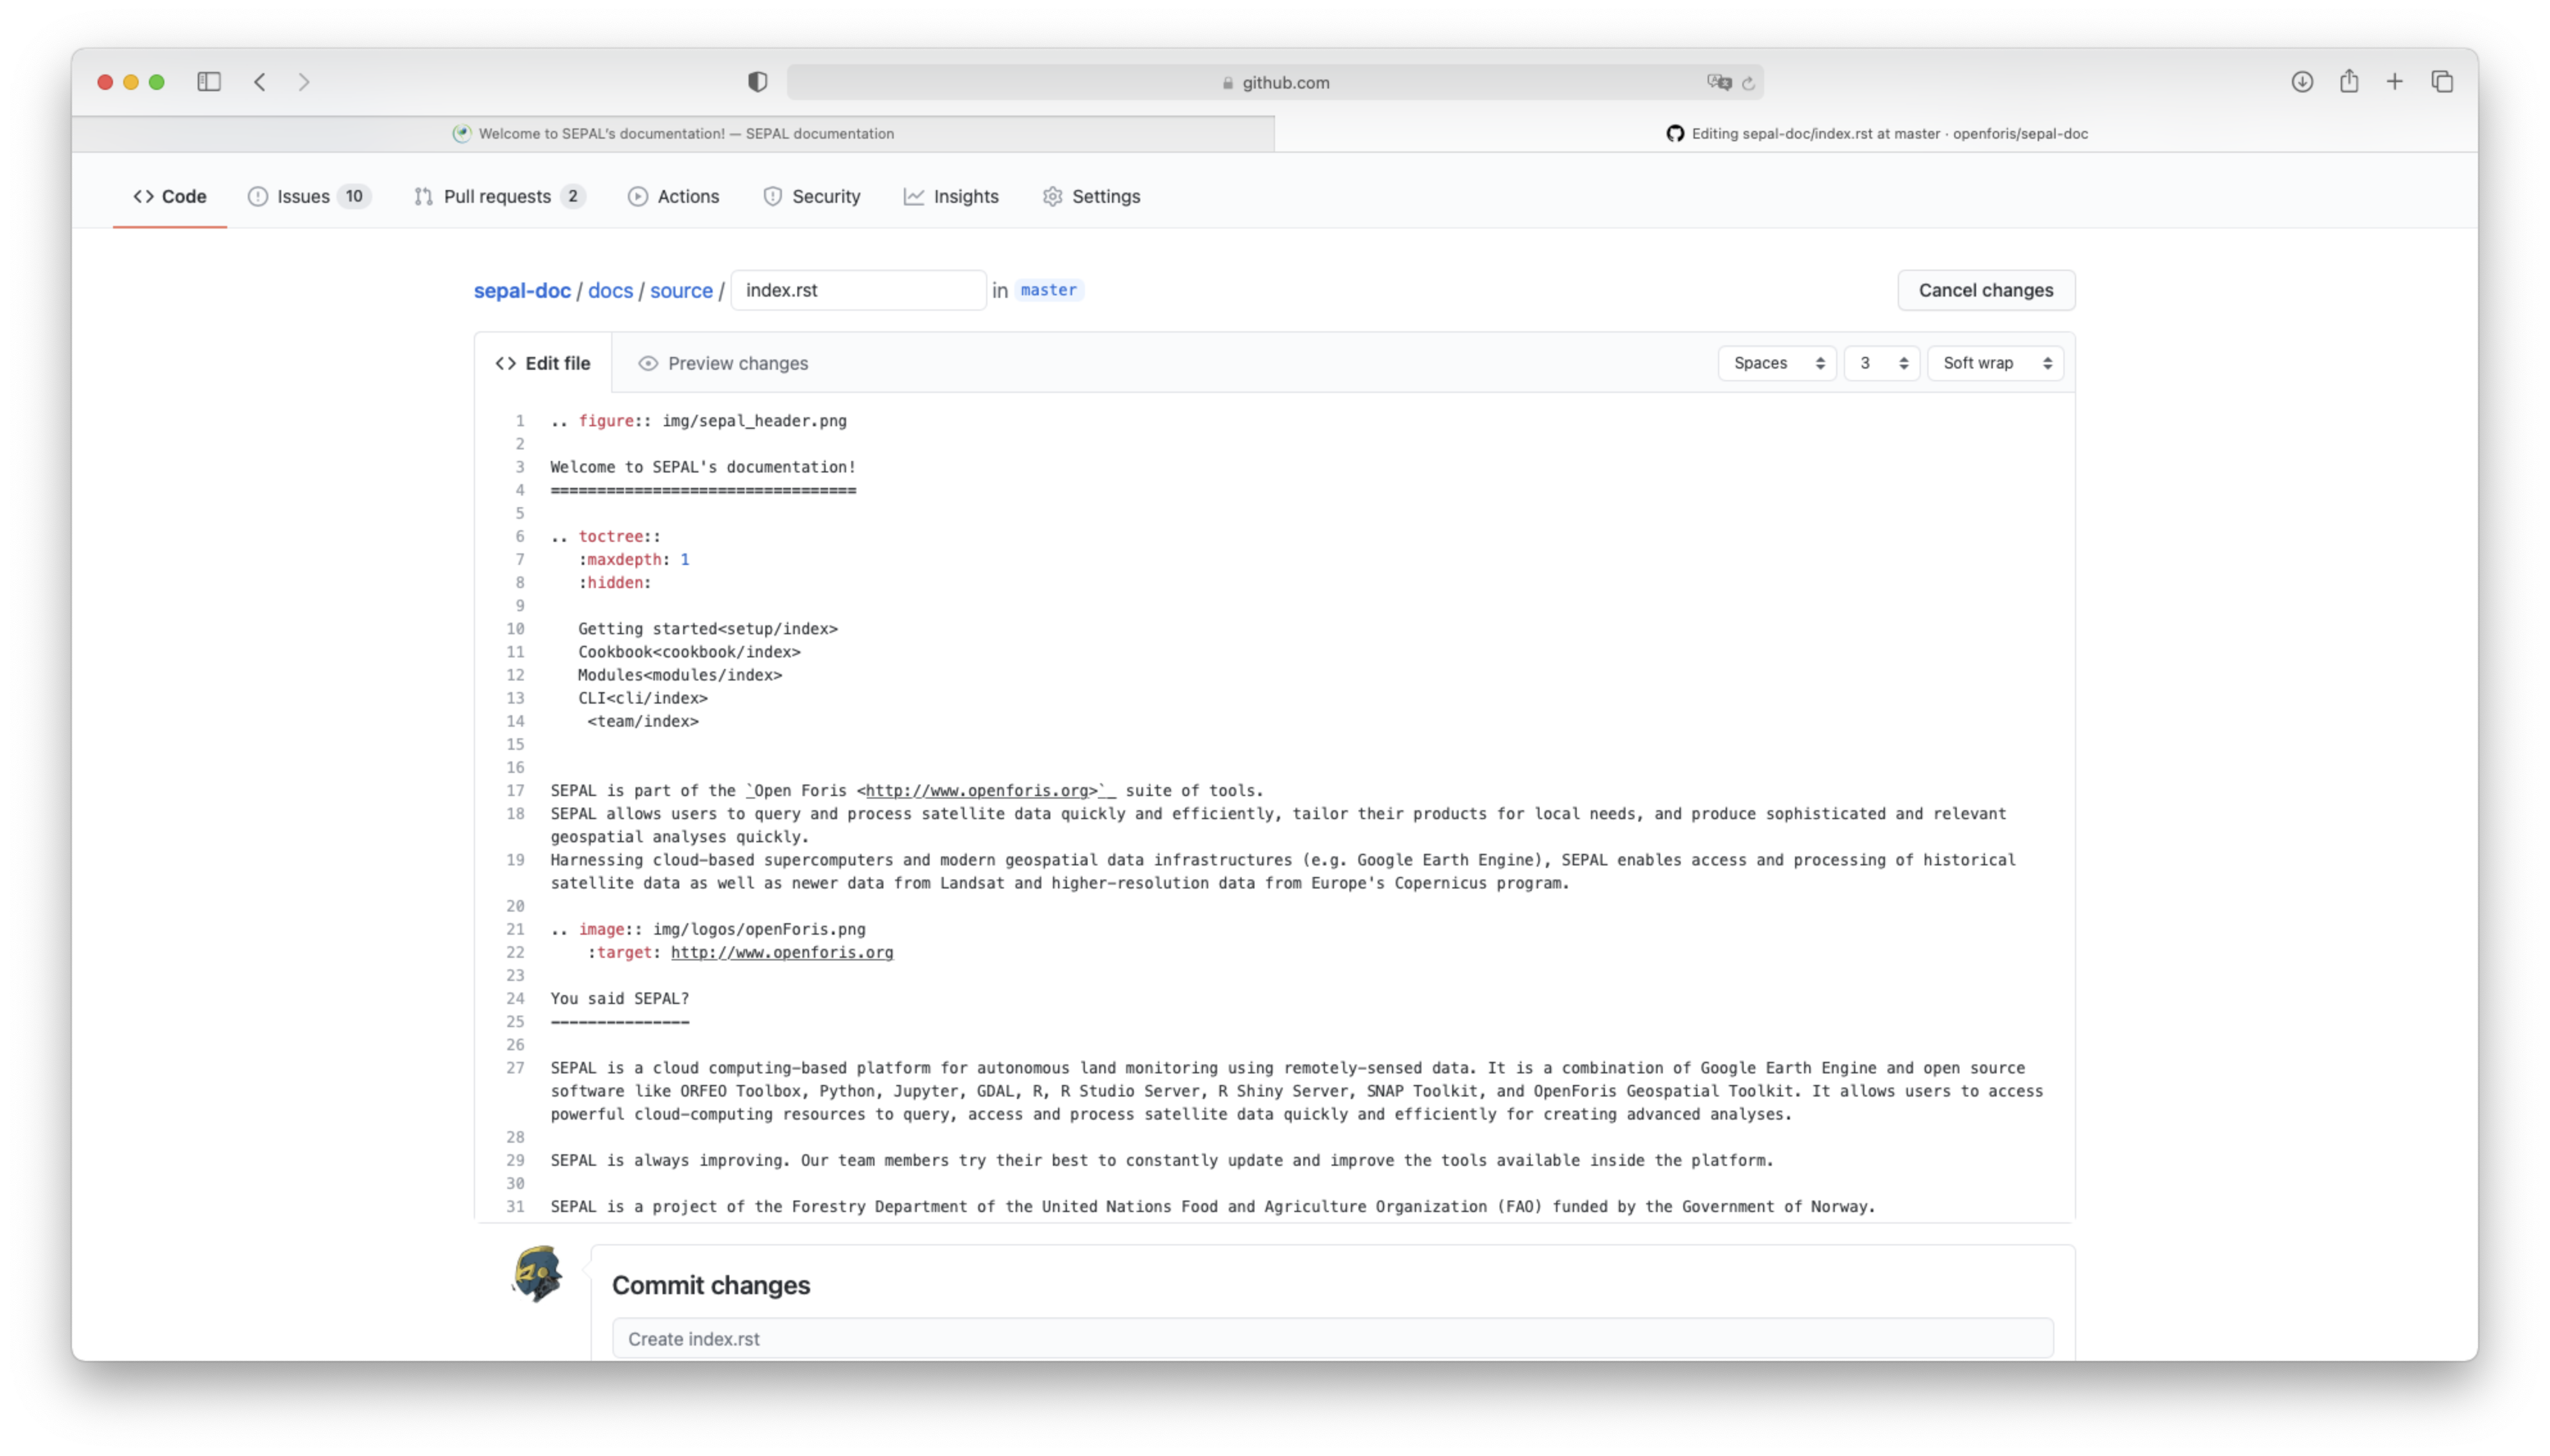 github.com
Welcome to SEPAL's documentation! — SEPAL documentation
Editing sepal-doc/index.rst at master · openforis/sepal-doc
<> Code Issues 10 Pull requests 2 Actions Security Insights Settings
sepal-doc / docs / source / index.rst in master Cancel changes
<> Edit file Preview changes Spaces 3 Soft wrap
1 .. figure:: img/sepal_header.png
2
3 Welcome to SEPAL's documentation!
4 =================================
5
6 .. toctree::
7 :maxdepth: 1
8 :hidden:
9
10 Getting started<setup/index>
11 Cookbook<cookbook/index>
12 Modules<modules/index>
13 CLI<cli/index>
14 <team/index>
15
16
17 SEPAL is part of the `Open Foris <http://www.openforis.org>`__ suite of tools.
18 SEPAL allows users to query and process satellite data quickly and efficiently, tailor their products for local needs, and produce sophisticated and relevant
geospatial analyses quickly.
19 Harnessing cloud-based supercomputers and modern geospatial data infrastructures (e.g. Google Earth Engine), SEPAL enables access and processing of historical
satellite data as well as newer data from Landsat and higher-resolution data from Europe's Copernicus program.
20
21 .. image:: img/logos/openForis.png
22 :target: http://www.openforis.org
23
24 You said SEPAL?
25 ---------------
26
27 SEPAL is a cloud computing-based platform for autonomous land monitoring using remotely-sensed data. It is a combination of Google Earth Engine and open source
software like ORFEO Toolbox, Python, Jupyter, GDAL, R, R Studio Server, R Shiny Server, SNAP Toolkit, and OpenForis Geospatial Toolkit. It allows users to access
powerful cloud-computing resources to query, access and process satellite data quickly and efficiently for creating advanced analyses.
28
29 SEPAL is always improving. Our team members try their best to constantly update and improve the tools available inside the platform.
30
31 SEPAL is a project of the Forestry Department of the United Nations Food and Agriculture Organization (FAO) funded by the Government of Norway.
Commit changes
Create index.rst